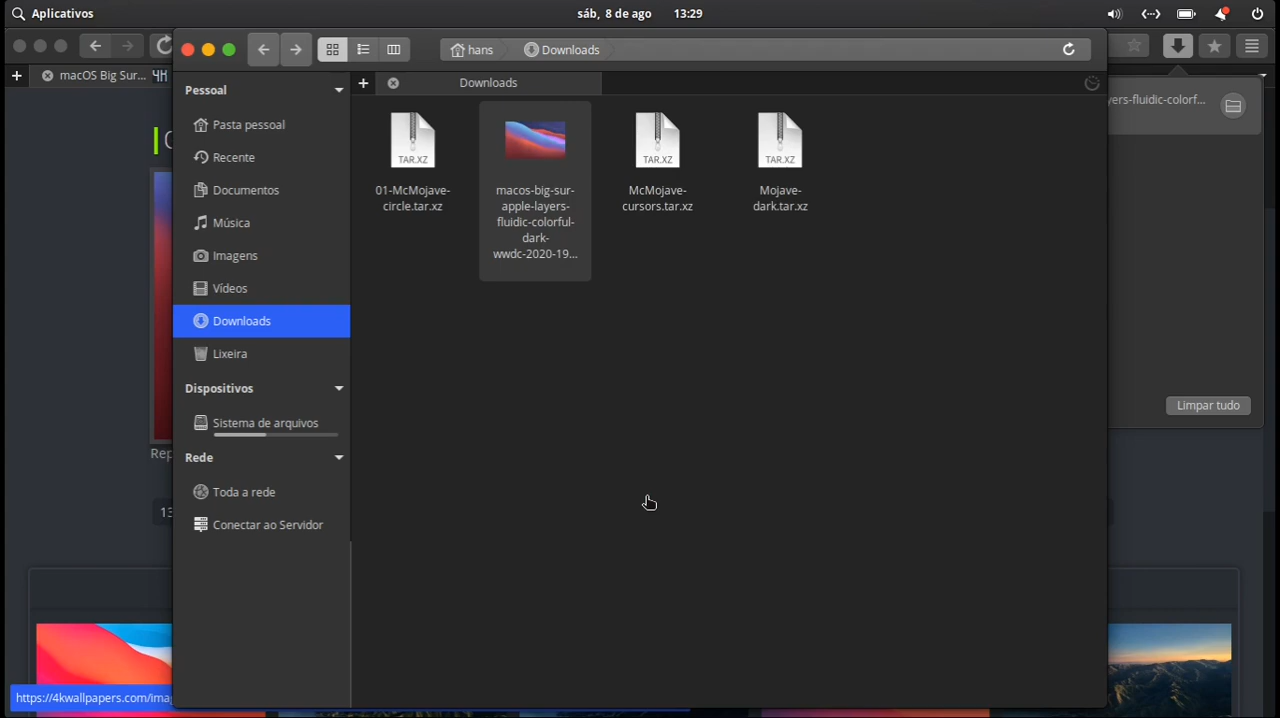 Aplicativos
sáb, 8 de ago 13:29
hans
Downloads
macOS Big Sur...
Downloads
Pessoal
Pasta pessoal
Recente
Documentos
Música
Imagens
Vídeos
Downloads
Lixeira
Dispositivos
Sistema de arquivos
Rede
Toda a rede
Conectar ao Servidor
TAR.XZ
01-McMojave-
circle.tar.xz
macos-big-sur-
apple-layers-
fluidic-colorful-
dark-
wwdc-2020-19...
TAR.XZ
McMojave-
cursors.tar.xz
TAR.XZ
Mojave-
dark.tar.xz
yers-fluidic-colorf...
Limpar tudo
Rep
13
https://4kwallpapers.com/ima